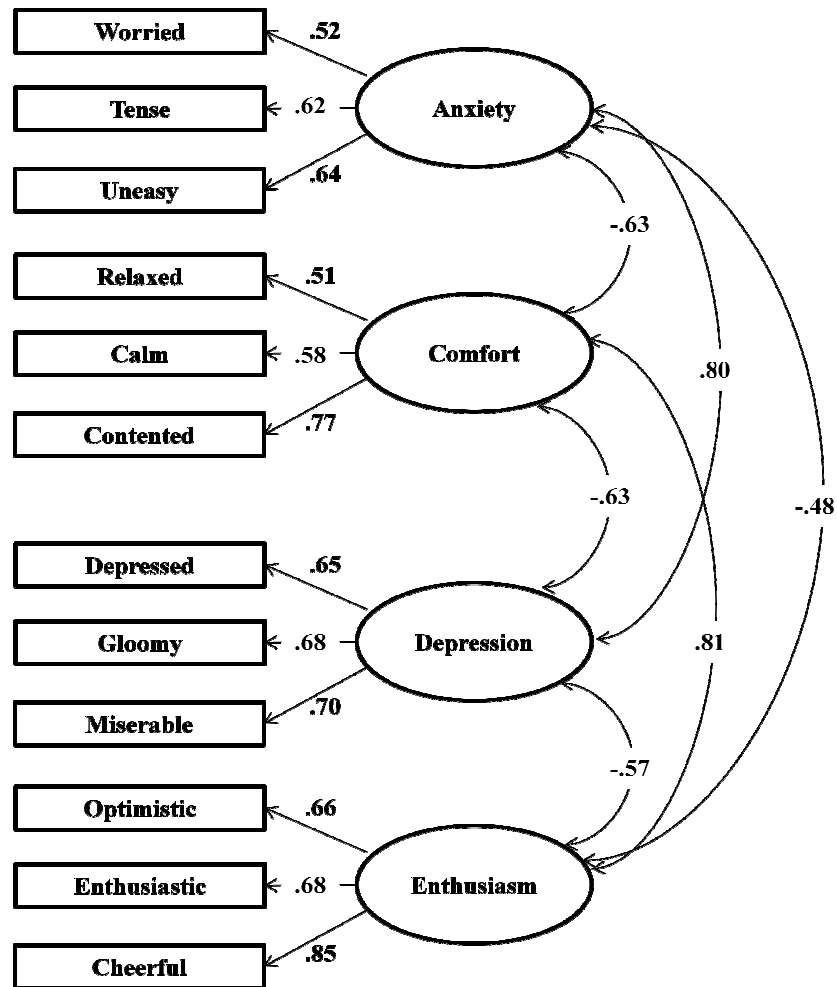 Worried
.52
Tense
.62
Anxiety
Uneasy
.64
-.63
Relaxed
.51
Calm
.58
Comfort
.80
Contented
.77
-.63
-.48
Depressed
.65
Gloomy
.68
Depression
.81
Miserable
.70
-.57
Optimistic
.66
Enthusiastic
.68
Enthusiasm
Cheerful
.85